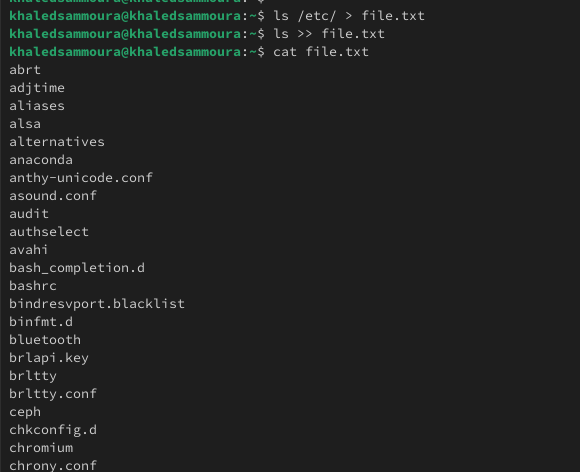 khaledsammoura@khaledsammoura:~$ ls /etc/ > file.txt
khaledsammoura@khaledsammoura:~$ ls >> file.txt
khaledsammoura@khaledsammoura:~$ cat file.txt
abrt
adjtime
aliases
alsa
alternatives
anaconda
anthy-unicode.conf
asound.conf
audit
authselect
avahi
bash_completion.d
bashrc
bindresvport.blacklist
binfmt.d
bluetooth
brlapi.key
brltty
brltty.conf
ceph
chkconfig.d
chromium
chrony.conf